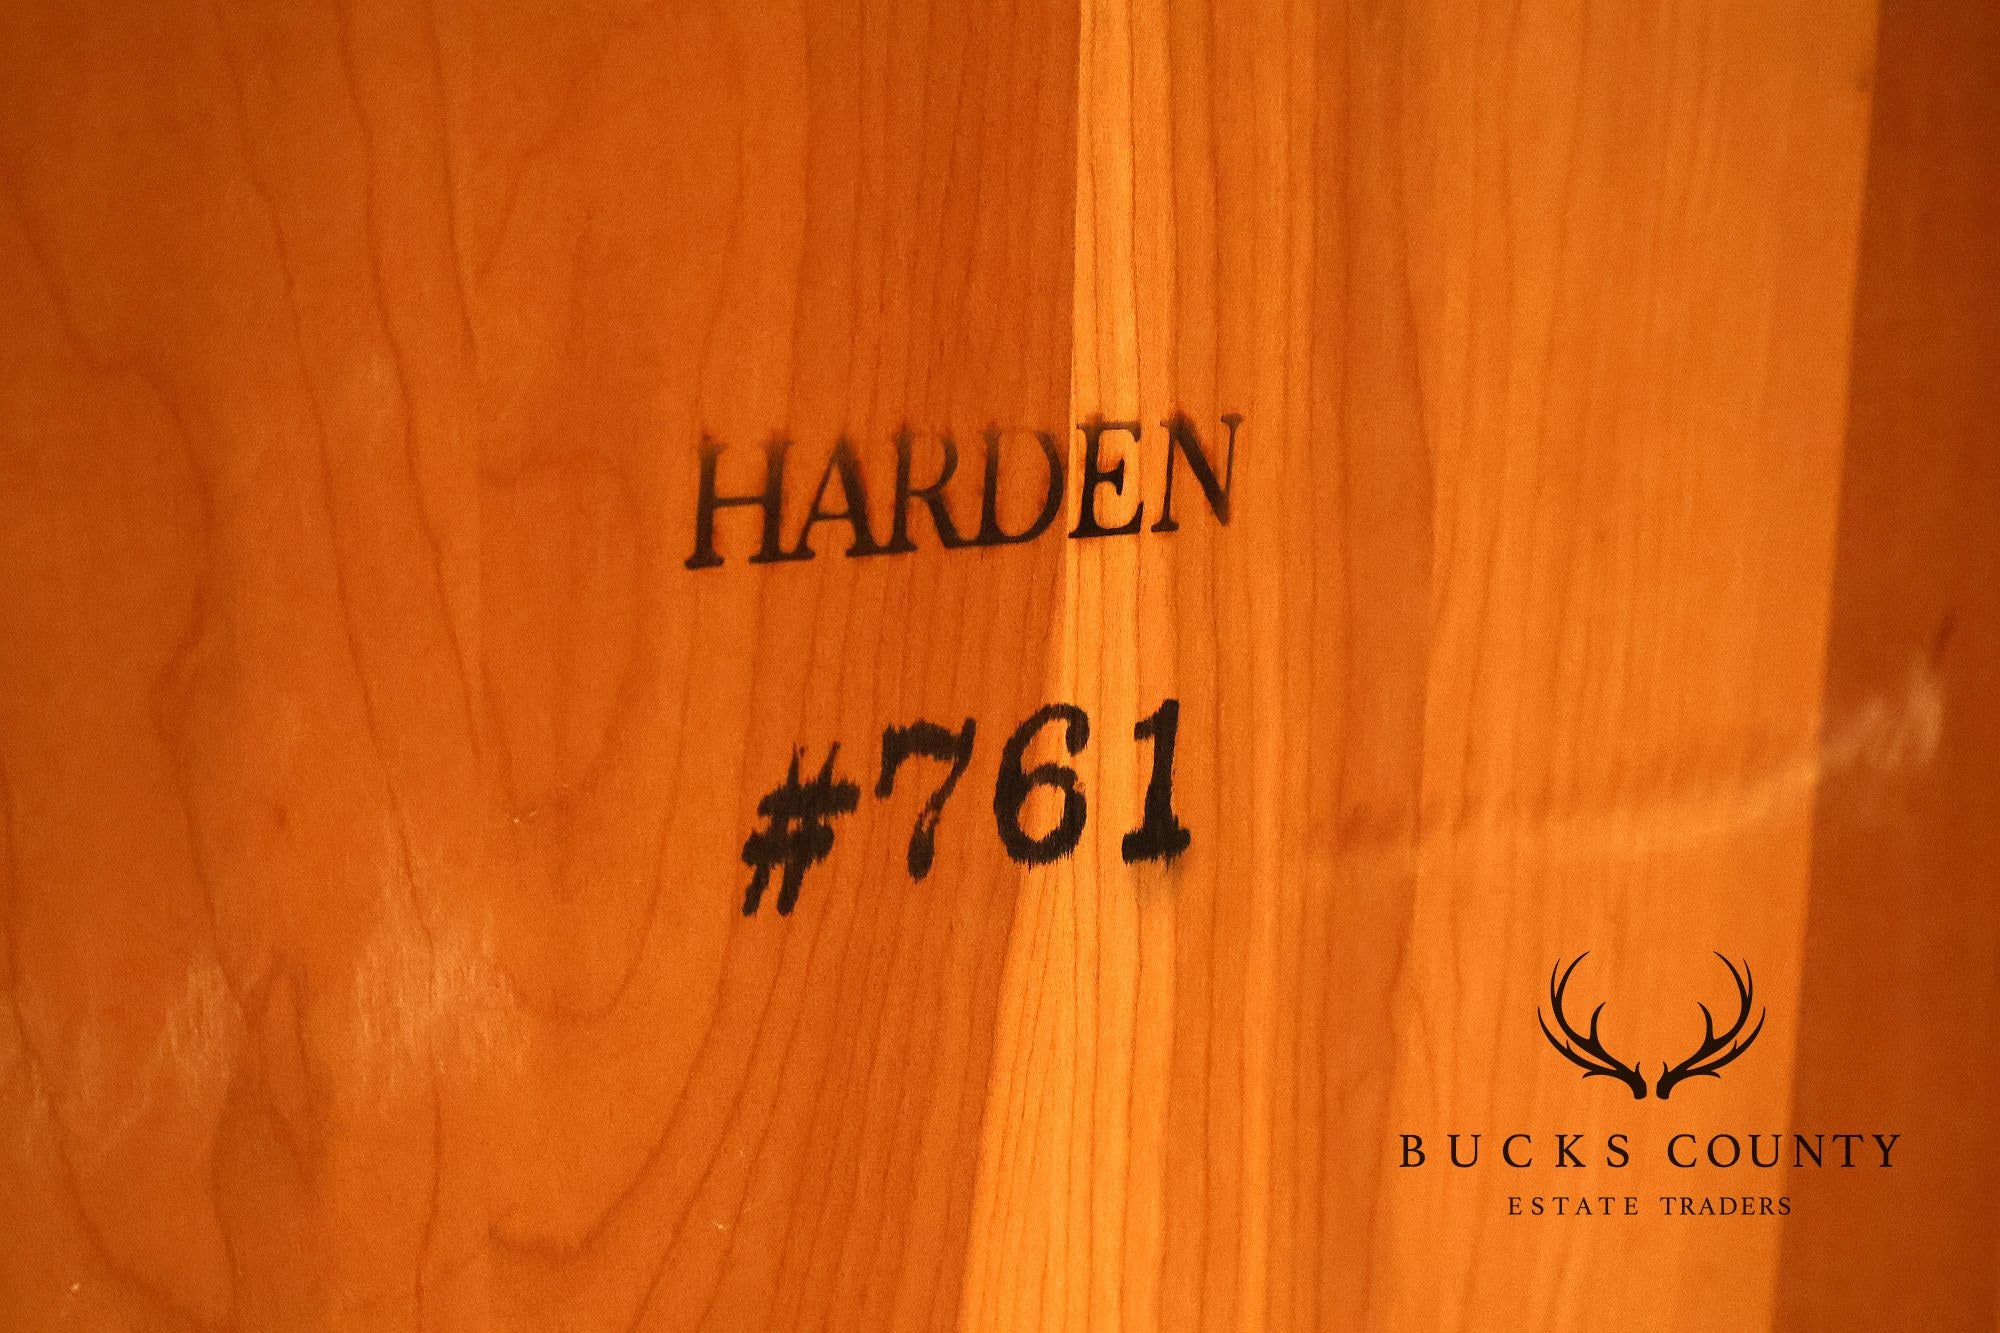 HARDEN
#761
BUCKS COUNTY
ESTATE TRADERS